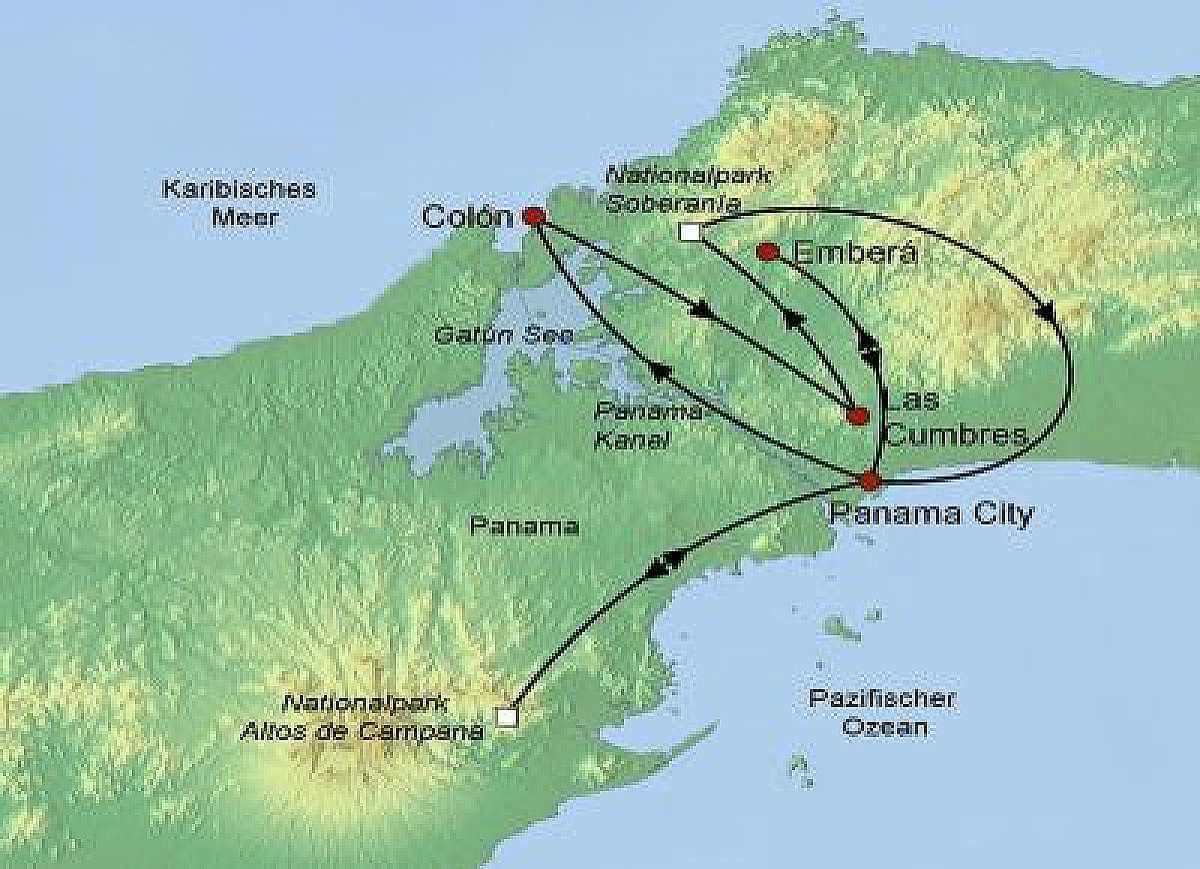 Karibisches
Meer
Colón
Nationalpark
Soberanía
Emberá
Gatún See
Panama
Kanal
Las
Cumbres
Panama City
Panama
Nationalpark
Altos de Campana
Pazifischer
Ozean